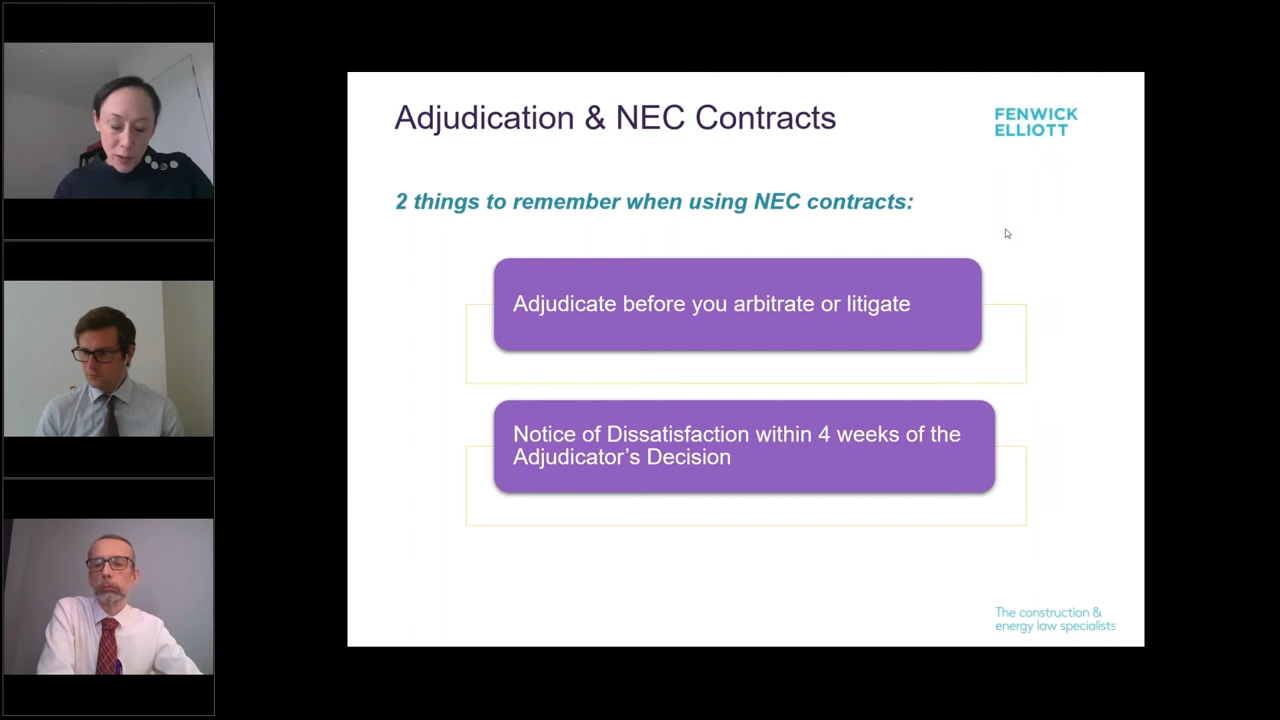 Adjudication & NEC Contracts
FENWICK
ELLIOTT
2 things to remember when using NEC contracts:
Adjudicate before you arbitrate or litigate
Notice of Dissatisfaction within 4 weeks of the
Adjudicator’s Decision
The construction &
energy law specialists